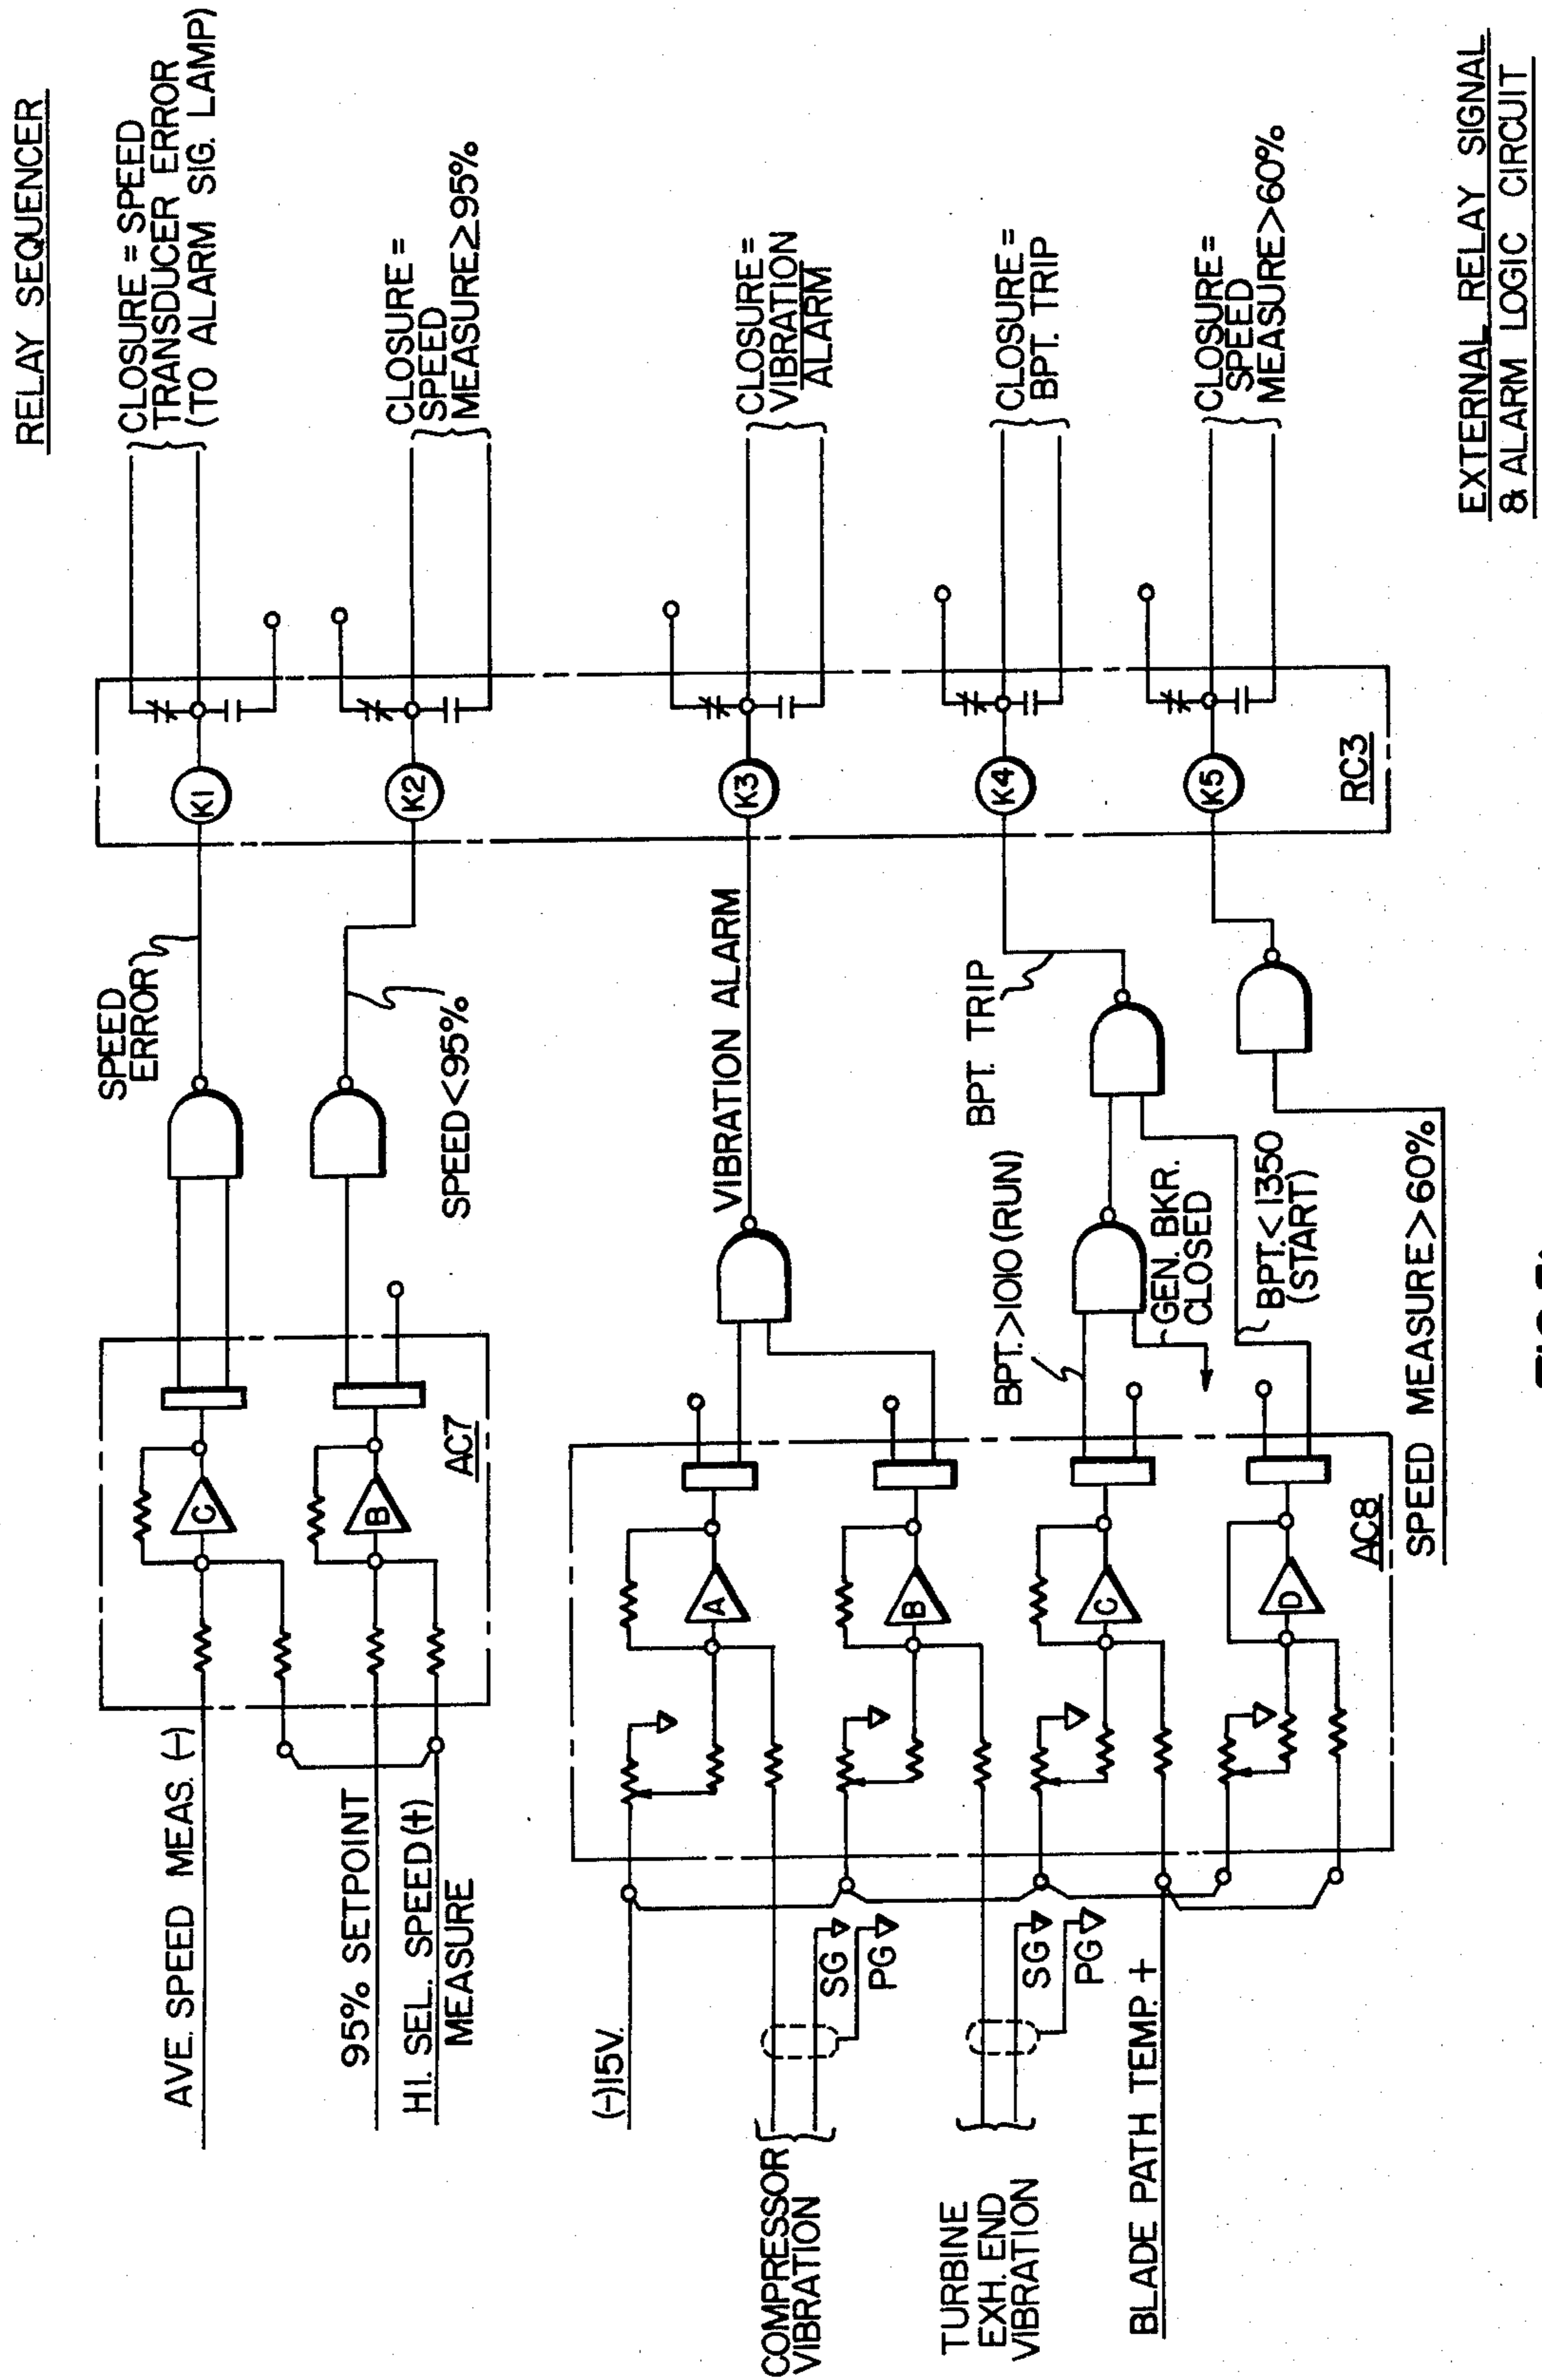 RELAY SEQUENCER
CLOSURE = SPEED
TRANSDUCER ERROR
(TO ALARM SIG. LAMP)
CLOSURE =
SPEED
MEASURE≥95%
CLOSURE =
VIBRATION
ALARM
CLOSURE =
BPT. TRIP
CLOSURE =
SPEED
MEASURE>60%
K1
K2
K3
K4
K5
RC3
SPEED
ERROR
SPEED<95%
VIBRATION ALARM
BPT. TRIP
BPT.>1010 (RUN)
GEN. BKR.
CLOSED
BPT.<1350
(START)
SPEED MEASURE>60%
C
B
AC7
A
B
C
D
AC8
AVE. SPEED MEAS. (-)
95% SETPOINT
HI. SEL. SPEED (+)
MEASURE
(-)15V.
COMPRESSOR
VIBRATION
SG
PG
TURBINE
EXH. END
VIBRATION
SG
PG
BLADE PATH TEMP. +
EXTERNAL RELAY SIGNAL
& ALARM LOGIC CIRCUIT